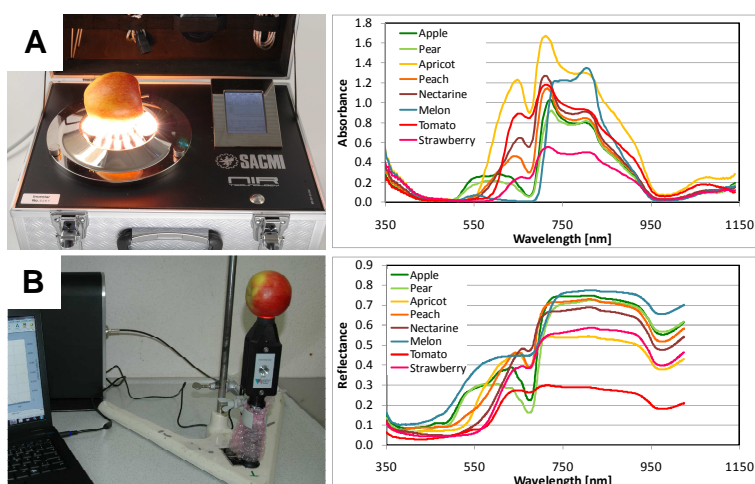 A
SACMI
NIR
Absorbance
1.8
1.6
1.4
1.2
1.0
0.8
0.6
0.4
0.2
0.0
Apple
Pear
Apricot
Peach
Nectarine
Melon
Tomato
Strawberry
350 550 750 950 1150
Wavelength [nm]
B
Reflectance
0.9
0.8
0.7
0.6
0.5
0.4
0.3
0.2
0.1
0.0
Apple
Pear
Apricot
Peach
Nectarine
Melon
Tomato
Strawberry
350 550 750 950 1150
Wavelength [nm]